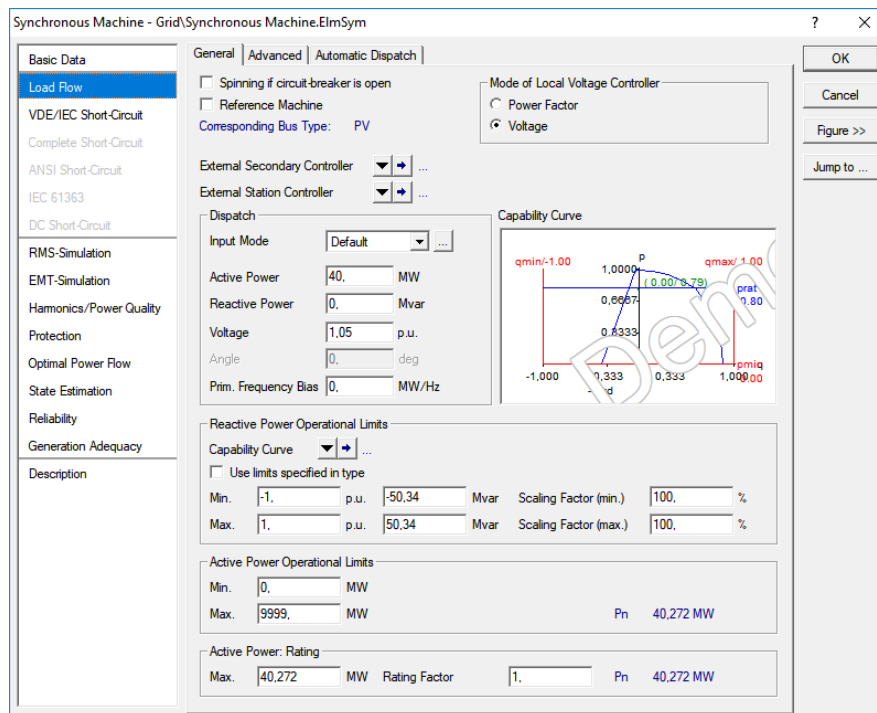 Synchronous Machine - Grid\Synchronous Machine.ElmSym ? ×
Basic Data
Load Flow
VDE/IEC Short-Circuit
Complete Short-Circuit
ANSI Short-Circuit
IEC 61363
DC Short-Circuit
RMS-Simulation
EMT-Simulation
Harmonics/Power Quality
Protection
Optimal Power Flow
State Estimation
Reliability
Generation Adequacy
Description
General Advanced Automatic Dispatch
Spinning if circuit-breaker is open
Reference Machine
Corresponding Bus Type: PV
Mode of Local Voltage Controller
Power Factor
Voltage
External Secondary Controller ...
External Station Controller ...
Dispatch
Input Mode Default ...
Active Power 40, MW
Reactive Power 0, Mvar
Voltage 1,05 p.u.
Angle 0, deg
Prim. Frequency Bias 0, MW/Hz
Capability Curve
qmin/-1.00 p qmax/ 1.00
1,0000
( 0.00/ 0.79)
prat
0.80
0,6667
0,3333
pmiq
0.00
-1,000 0,333 0,333 1,000
Reactive Power Operational Limits
Capability Curve ...
Use limits specified in type
Min. -1, p.u. -50,34 Mvar Scaling Factor (min.) 100, %
Max. 1, p.u. 50,34 Mvar Scaling Factor (max.) 100, %
Active Power Operational Limits
Min. 0, MW
Max. 9999, MW Pn 40,272 MW
Active Power: Rating
Max. 40,272 MW Rating Factor 1, Pn 40,272 MW
OK
Cancel
Figure >>
Jump to ...